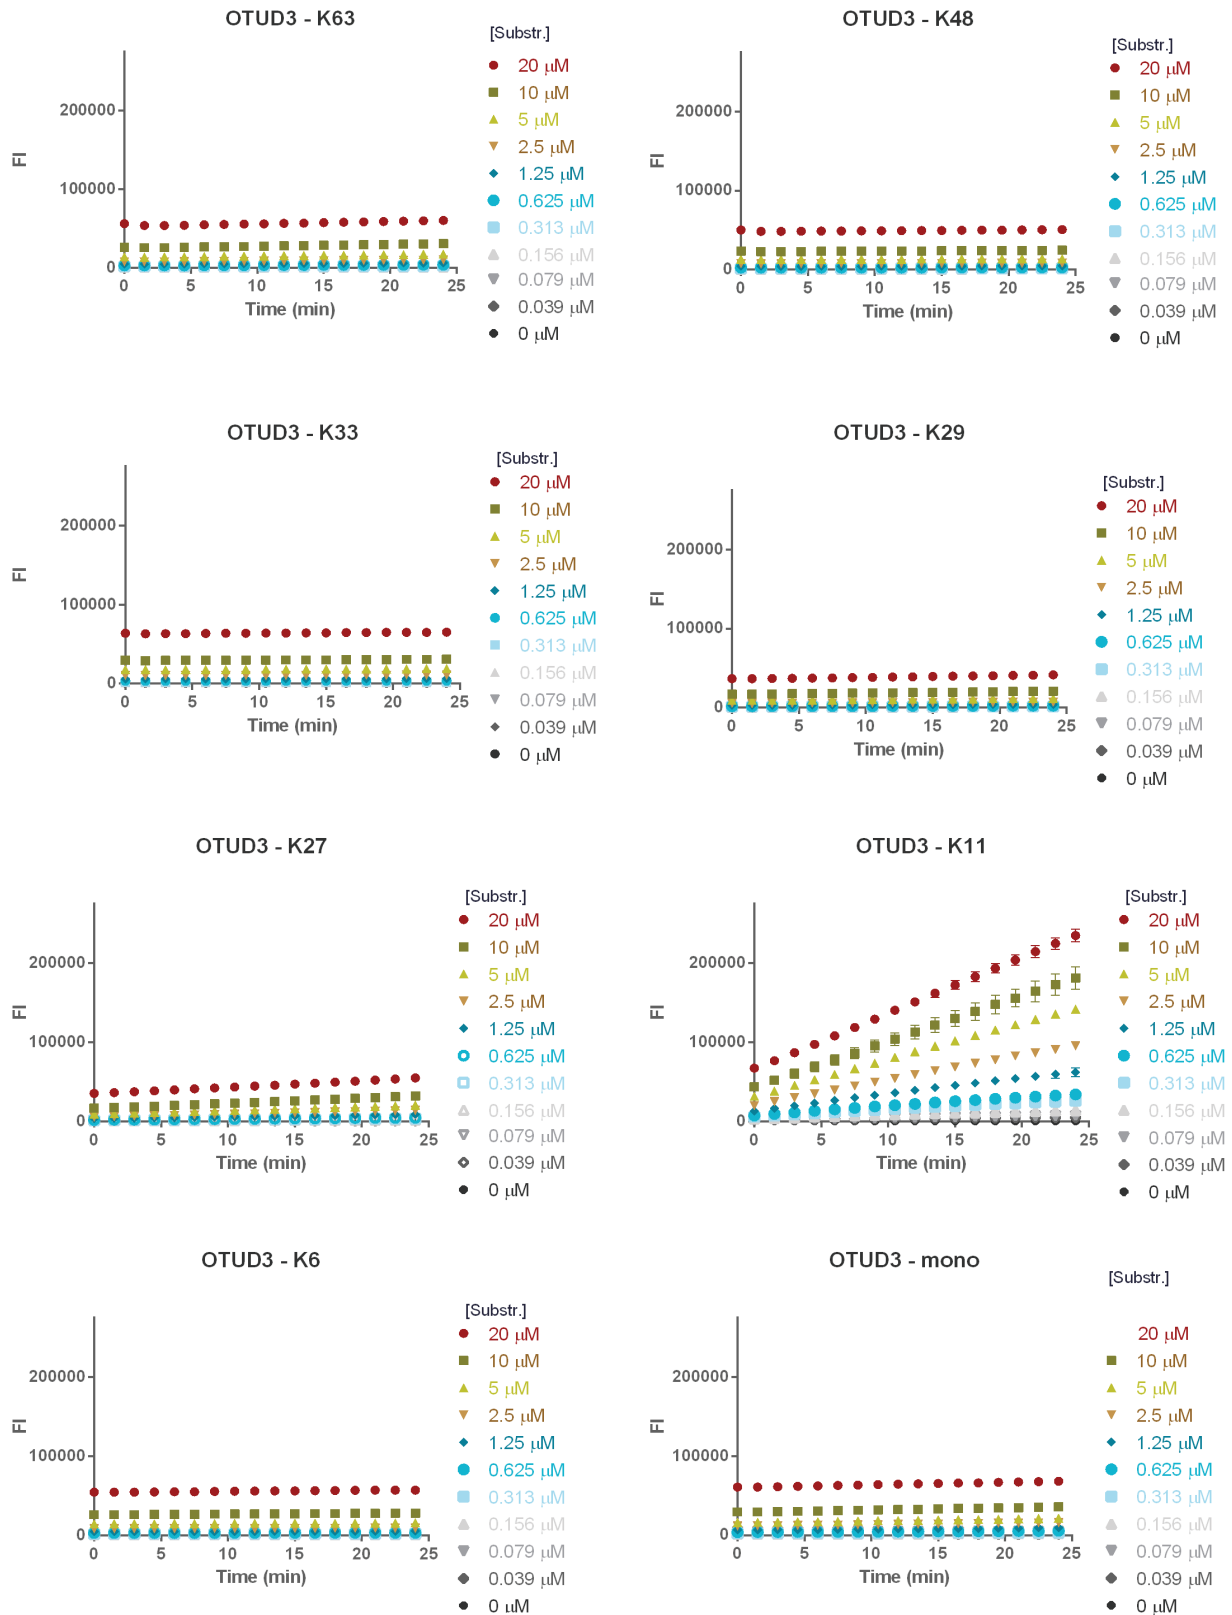 OTUD3 - K63
[Substr.]
20 μM
10 μM
5 μM
2.5 μM
1.25 μM
0.625 μM
0.313 μM
0.156 μM
0.079 μM
0.039 μM
0 μM
200000
100000
0
FI
0 5 10 15 20 25
Time (min)
OTUD3 - K48
[Substr.]
20 μM
10 μM
5 μM
2.5 μM
1.25 μM
0.625 μM
0.313 μM
0.156 μM
0.079 μM
0.039 μM
0 μM
200000
100000
0
FI
0 5 10 15 20 25
Time (min)
OTUD3 - K33
[Substr.]
20 μM
10 μM
5 μM
2.5 μM
1.25 μM
0.625 μM
0.313 μM
0.156 μM
0.079 μM
0.039 μM
0 μM
200000
100000
0
FI
0 5 10 15 20 25
Time (min)
OTUD3 - K29
[Substr.]
20 μM
10 μM
5 μM
2.5 μM
1.25 μM
0.625 μM
0.313 μM
0.156 μM
0.079 μM
0.039 μM
0 μM
200000
100000
0
FI
0 5 10 15 20 25
Time (min)
OTUD3 - K27
[Substr.]
20 μM
10 μM
5 μM
2.5 μM
1.25 μM
0.625 μM
0.313 μM
0.156 μM
0.079 μM
0.039 μM
0 μM
200000
100000
0
FI
0 5 10 15 20 25
Time (min)
OTUD3 - K11
[Substr.]
20 μM
10 μM
5 μM
2.5 μM
1.25 μM
0.625 μM
0.313 μM
0.156 μM
0.079 μM
0.039 μM
0 μM
200000
100000
0
FI
0 5 10 15 20 25
Time (min)
OTUD3 - K6
[Substr.]
20 μM
10 μM
5 μM
2.5 μM
1.25 μM
0.625 μM
0.313 μM
0.156 μM
0.079 μM
0.039 μM
0 μM
200000
100000
0
FI
0 5 10 15 20 25
Time (min)
OTUD3 - mono
[Substr.]
20 μM
10 μM
5 μM
2.5 μM
1.25 μM
0.625 μM
0.313 μM
0.156 μM
0.079 μM
0.039 μM
0 μM
200000
100000
0
FI
0 5 10 15 20 25
Time (min)